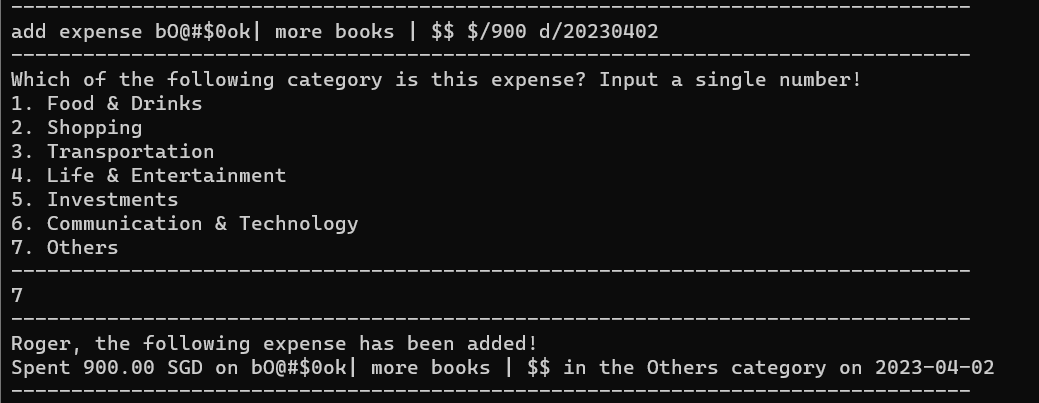 --------------------------------------------------------------------------------
add expense bO@#$0ok| more books | $$ $/900 d/20230402
--------------------------------------------------------------------------------
Which of the following category is this expense? Input a single number!
1. Food & Drinks
2. Shopping
3. Transportation
4. Life & Entertainment
5. Investments
6. Communication & Technology
7. Others
--------------------------------------------------------------------------------
7
--------------------------------------------------------------------------------
Roger, the following expense has been added!
Spent 900.00 SGD on bO@#$0ok| more books | $$ in the Others category on 2023-04-02
--------------------------------------------------------------------------------